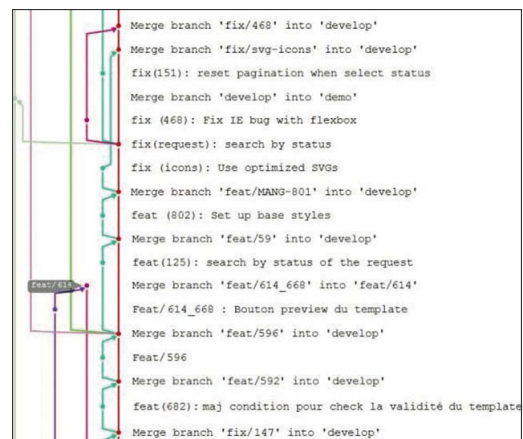 Merge branch 'fix/468' into 'develop'
Merge branch 'fix/svg-icons' into 'develop'
fix(151): reset pagination when select status
Merge branch 'develop' into 'demo'
fix (468): Fix IE bug with flexbox
fix(request): search by status
fix (icons): Use optimized SVGs
Merge branch 'feat/MANG-801' into 'develop'
feat (802): Set up base styles
Merge branch 'feat/59' into 'develop'
feat(125): search by status of the request
feat/614
Merge branch 'feat/614_668' into 'feat/614'
Feat/614_668 : Bouton preview du template
Merge branch 'feat/596' into 'develop'
Feat/596
Merge branch 'feat/592' into 'develop'
feat(682): maj condition pour check la validité du template
Merge branch 'fix/147' into 'develop'